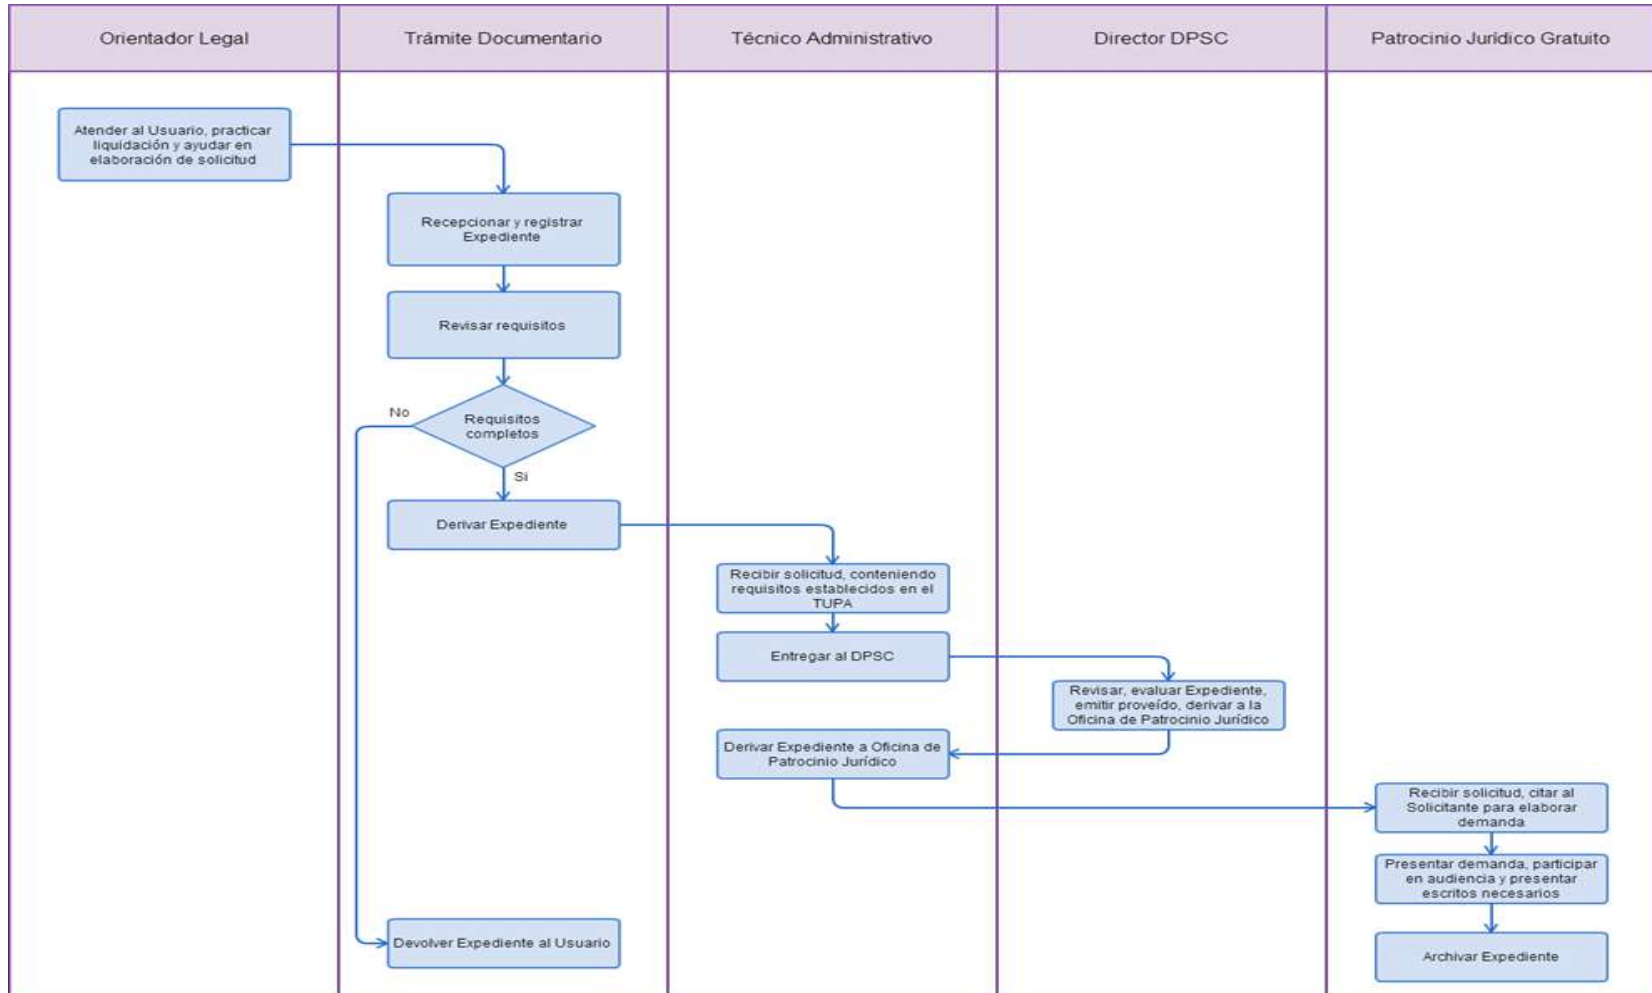 Orientador Legal
Trámite Documentario
Técnico Administrativo
Director DPSC
Patrocinio Jurídico Gratuito
Atender al Usuario, practicar
liquidación y ayudar en
elaboración de solicitud
Recepcionar y registrar
Expediente
Revisar requisitos
No
Requisitos
completos
Si
Derivar Expediente
Recibir solicitud, conteniendo
requisitos establecidos en el
TUPA
Entregar al DPSC
Revisar, evaluar Expediente,
emitir proveído, derivar a la
Oficina de Patrocinio Jurídico
Derivar Expediente a Oficina de
Patrocinio Jurídico
Recibir solicitud, citar al
Solicitante para elaborar
demanda
Presentar demanda, participar
en audiencia y presentar
escritos necesarios
Devolver Expediente al Usuario
Archivar Expediente